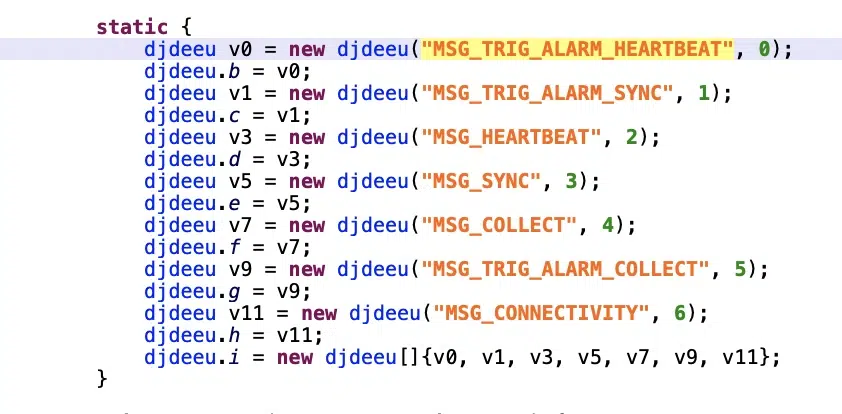 static {
djdeeu v0 = new djdeeu("MSG_TRIG_ALARM_HEARTBEAT", 0);
djdeeu.b = v0;
djdeeu v1 = new djdeeu("MSG_TRIG_ALARM_SYNC", 1);
djdeeu.c = v1;
djdeeu v3 = new djdeeu("MSG_HEARTBEAT", 2);
djdeeu.d = v3;
djdeeu v5 = new djdeeu("MSG_SYNC", 3);
djdeeu.e = v5;
djdeeu v7 = new djdeeu("MSG_COLLECT", 4);
djdeeu.f = v7;
djdeeu v9 = new djdeeu("MSG_TRIG_ALARM_COLLECT", 5);
djdeeu.g = v9;
djdeeu v11 = new djdeeu("MSG_CONNECTIVITY", 6);
djdeeu.h = v11;
djdeeu.i = new djdeeu[]{v0, v1, v3, v5, v7, v9, v11};
}